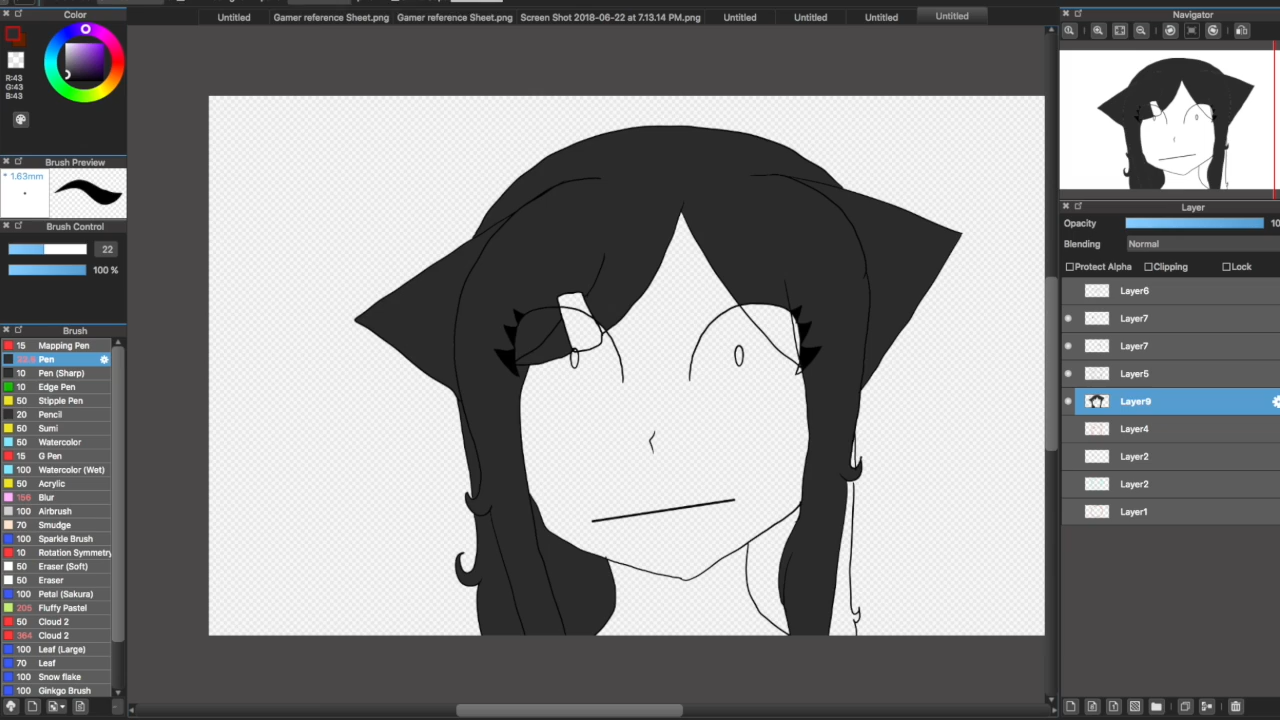 Color
Untitled
Gamer reference Sheet.png
Gamer reference Sheet.png
Screen Shot 2018-06-22 at 7.13.14 PM.png
Untitled
Untitled
Untitled
Untitled
Navigator
R:43
G:43
B:43
Brush Preview
* 1.63mm
Brush Control
22
100 %
Brush
15 Mapping Pen
Pen
10 Pen (Sharp)
10 Edge Pen
50 Stipple Pen
20 Pencil
50 Sumi
50 Watercolor
15 G Pen
100 Watercolor (Wet)
50 Acrylic
156 Blur
100 Airbrush
70 Smudge
100 Sparkle Brush
10 Rotation Symmetry
50 Eraser (Soft)
50 Eraser
100 Petal (Sakura)
205 Fluffy Pastel
50 Cloud 2
364 Cloud 2
100 Leaf (Large)
70 Leaf
100 Snow flake
100 Ginkgo Brush
Layer
Opacity 10
Blending Normal
Protect Alpha Clipping Lock
Layer6
Layer7
Layer7
Layer5
Layer9
Layer4
Layer2
Layer2
Layer1